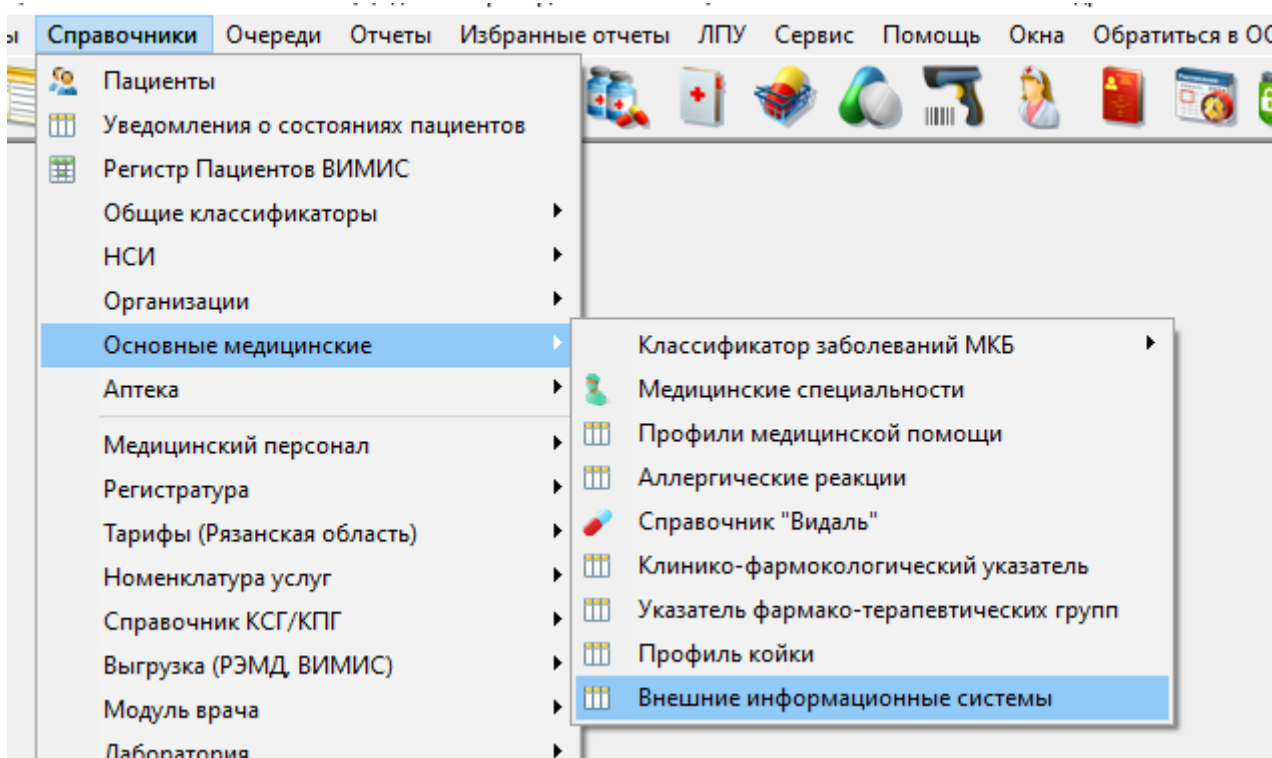 Справочники Очереди Отчеты Избранные отчеты ЛПУ Сервис Помощь Окна Обратиться в ОС
Пациенты
Уведомления о состояниях пациентов
Регистр Пациентов ВИМИС
Общие классификаторы
НСИ
Организации
Основные медицинские
Аптека
Медицинский персонал
Регистратура
Тарифы (Рязанская область)
Номенклатура услуг
Справочник КСГ/КПГ
Выгрузка (РЭМД, ВИМИС)
Модуль врача
Лаборатория
Классификатор заболеваний МКБ
Медицинские специальности
Профили медицинской помощи
Аллергические реакции
Справочник "Видаль"
Клинико-фармокологический указатель
Указатель фармако-терапевтических групп
Профиль койки
Внешние информационные системы